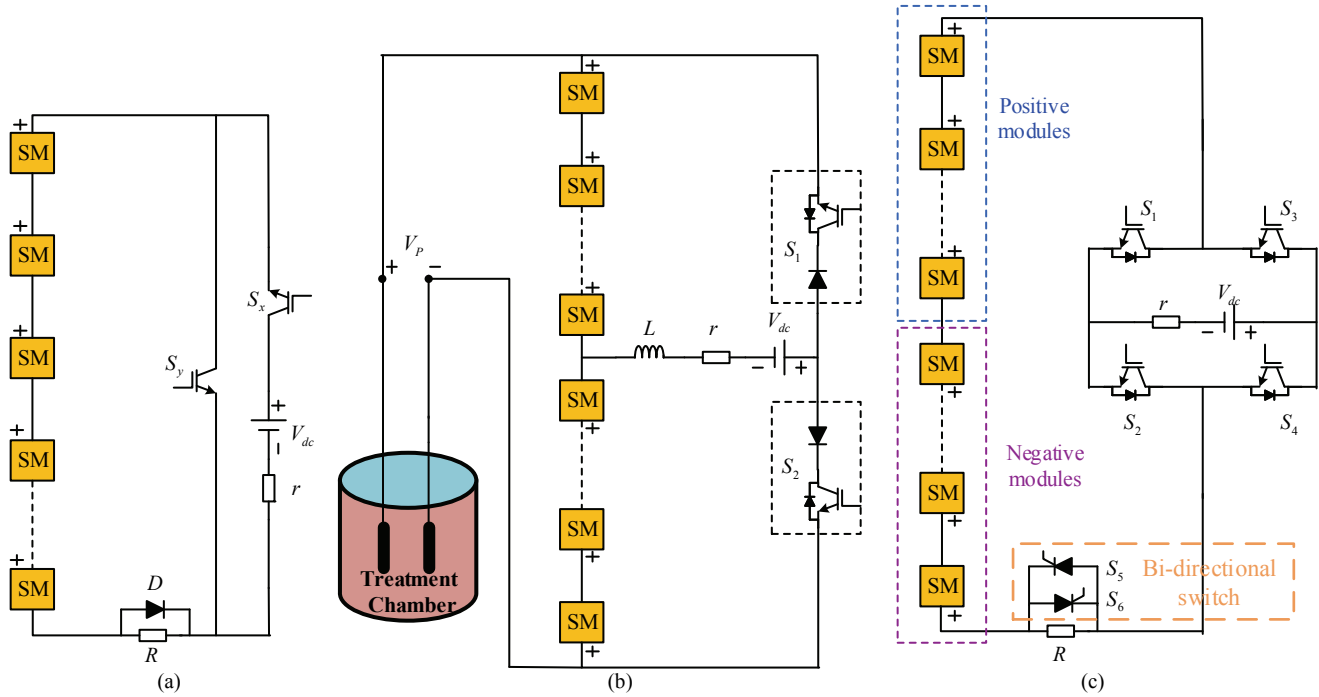 +
SM
+
SM
+
SM
+
SM
+
SM
S_y
S_x
+
V_dc
−
r
D
R
(a)
V_P
+ −
Treatment
Chamber
+
SM
+
SM
+
SM
SM
+
SM
+
SM
+
L
r
V_dc
− +
S_1
S_2
(b)
+
SM
+
SM
+
SM
Positive
modules
SM
+
SM
+
SM
+
Negative
modules
S_1
S_3
r
V_dc
− +
S_2
S_4
S_5
S_6
Bi-directional
switch
R
(c)